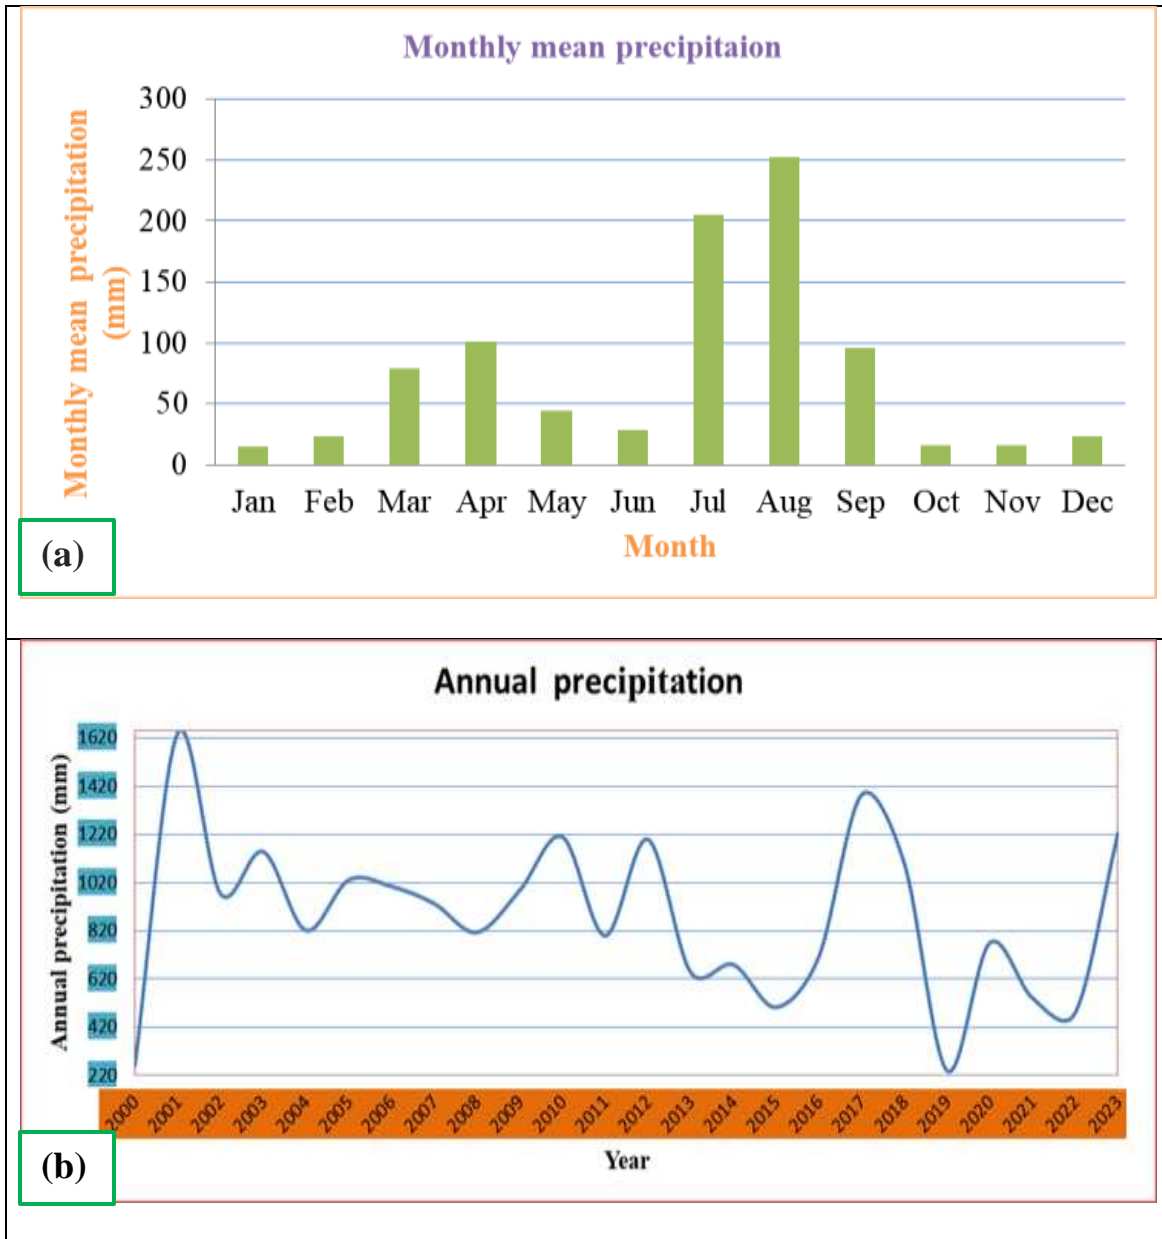 Monthly mean precipitaion
Monthly mean precipitation
(mm)
300
250
200
150
100
50
0
Jan Feb Mar Apr May Jun Jul Aug Sep Oct Nov Dec
Month
(a)
Annual precipitation
Annual precipitation (mm)
1620
1420
1220
1020
820
620
420
220
2000 2001 2002 2003 2004 2005 2006 2007 2008 2009 2010 2011 2012 2013 2014 2015 2016 2017 2018 2019 2020 2021 2022 2023
Year
(b)